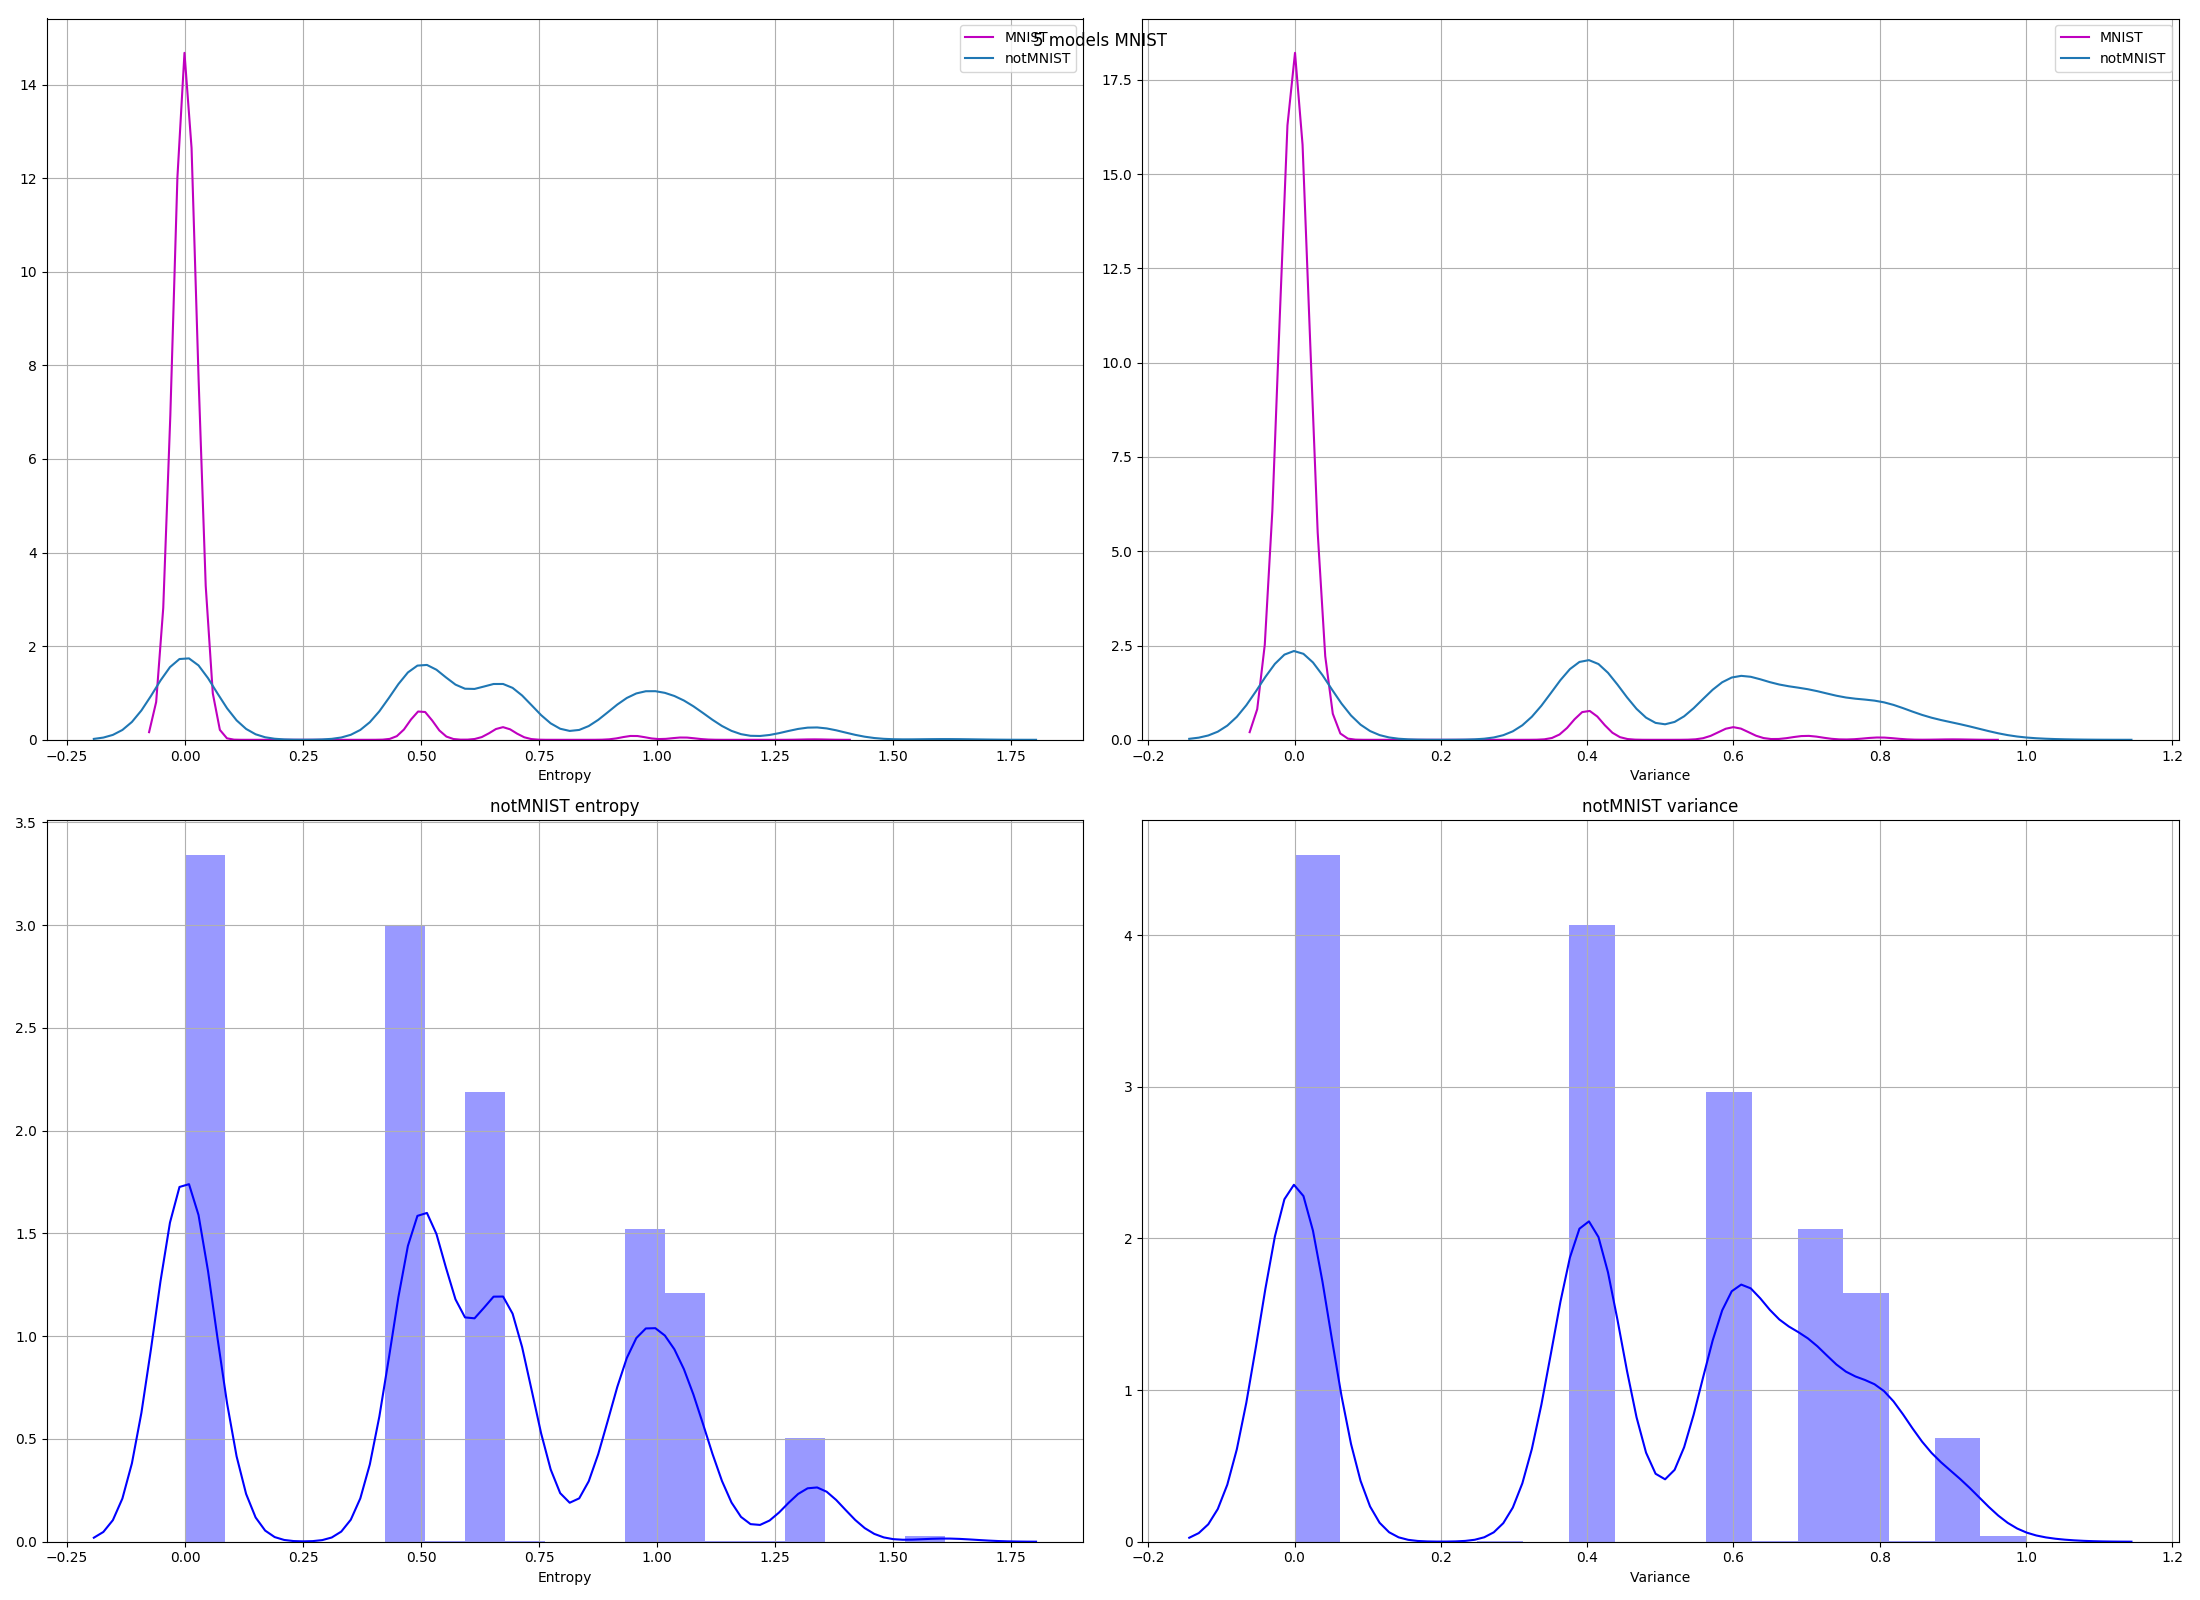 5 models MNIST
MNIST
notMNIST
14
12
10
8
6
4
2
0
−0.25 0.00 0.25 0.50 0.75 1.00 1.25 1.50 1.75
Entropy
MNIST
notMNIST
17.5
15.0
12.5
10.0
7.5
5.0
2.5
0.0
−0.2 0.0 0.2 0.4 0.6 0.8 1.0 1.2
Variance
notMNIST entropy
3.5
3.0
2.5
2.0
1.5
1.0
0.5
0.0
−0.25 0.00 0.25 0.50 0.75 1.00 1.25 1.50 1.75
Entropy
notMNIST variance
4
3
2
1
0
−0.2 0.0 0.2 0.4 0.6 0.8 1.0 1.2
Variance